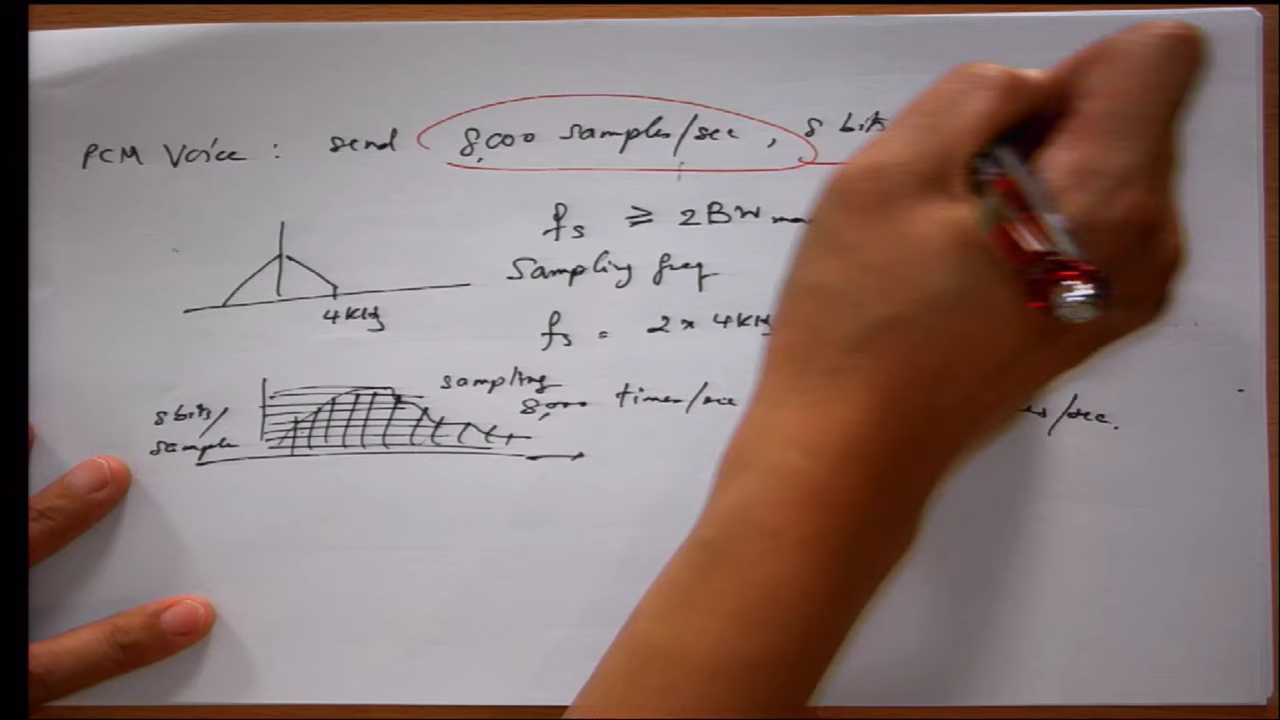 PCM Voice : send 8,000 samples/sec, 8 bits
fs ≥ 2BW
Sampling freq
4KHz
fs = 2 x 4KHz
sampling
8 bits/
sample
8,000 times/sec
/sec.